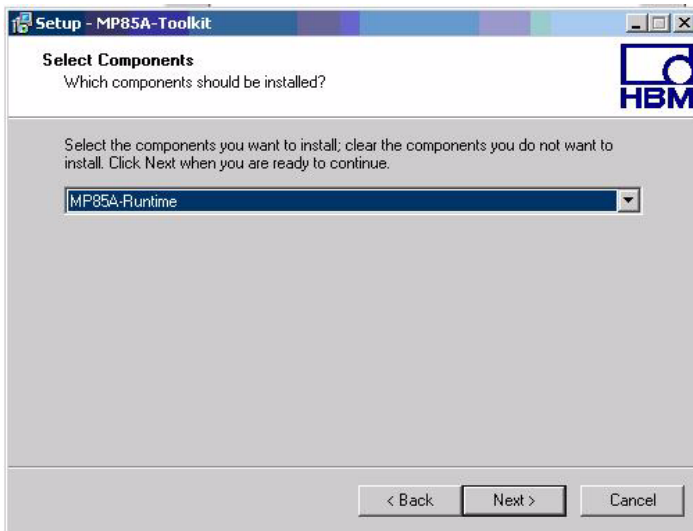 Setup - MP85A-Toolkit
Select Components
Which components should be installed?
HBM
Select the components you want to install; clear the components you do not want to
install. Click Next when you are ready to continue.
MP85A-Runtime
< Back
Next >
Cancel